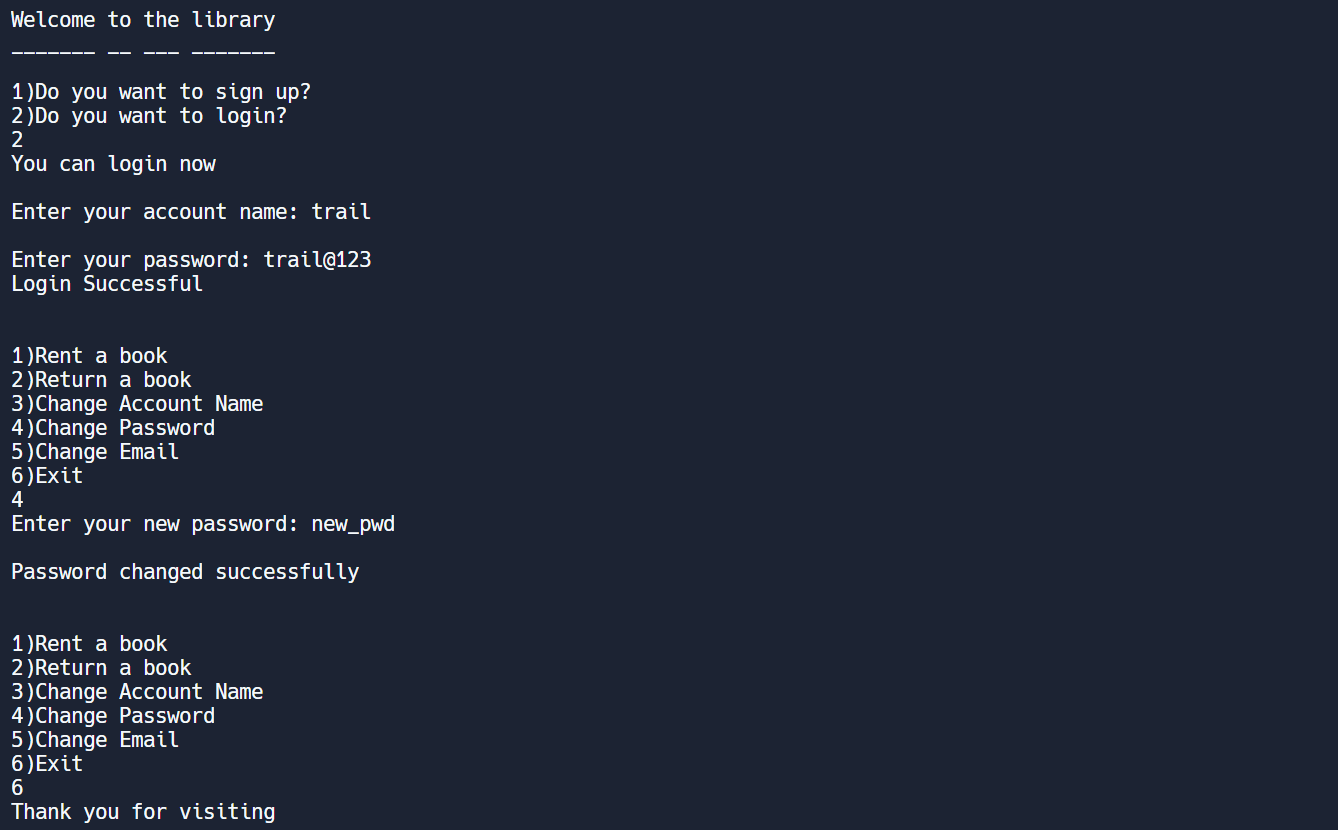 Welcome to the library
------- -- --- -------
1)Do you want to sign up?
2)Do you want to login?
2
You can login now
Enter your account name: trail
Enter your password: trail@123
Login Successful
1)Rent a book
2)Return a book
3)Change Account Name
4)Change Password
5)Change Email
6)Exit
4
Enter your new password: new_pwd
Password changed successfully
1)Rent a book
2)Return a book
3)Change Account Name
4)Change Password
5)Change Email
6)Exit
6
Thank you for visiting